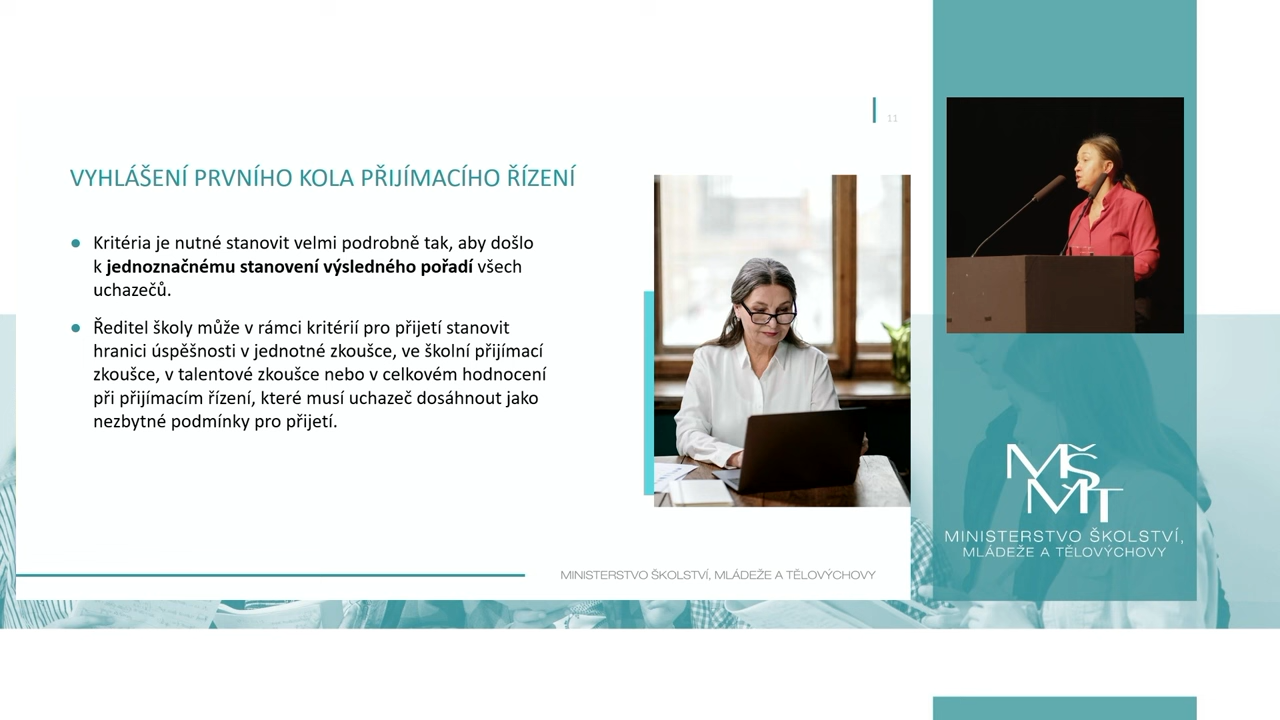 11
VYHLÁŠENÍ PRVNÍHO KOLA PŘIJÍMACÍHO ŘÍZENÍ
● Kritéria je nutné stanovit velmi podrobně tak, aby došlo
k jednoznačnému stanovení výsledného pořadí všech
uchazečů.
● Ředitel školy může v rámci kritérií pro přijetí stanovit
hranici úspěšnosti v jednotné zkoušce, ve školní přijímací
zkoušce, v talentové zkoušce nebo v celkovém hodnocení
při přijímacím řízení, které musí uchazeč dosáhnout jako
nezbytné podmínky pro přijetí.
MINISTERSTVO ŠKOLSTVÍ, MLÁDEŽE A TĚLOVÝCHOVY
MŠ
MT
MINISTERSTVO ŠKOLSTVÍ,
MLÁDEŽE A TĚLOVÝCHOVY